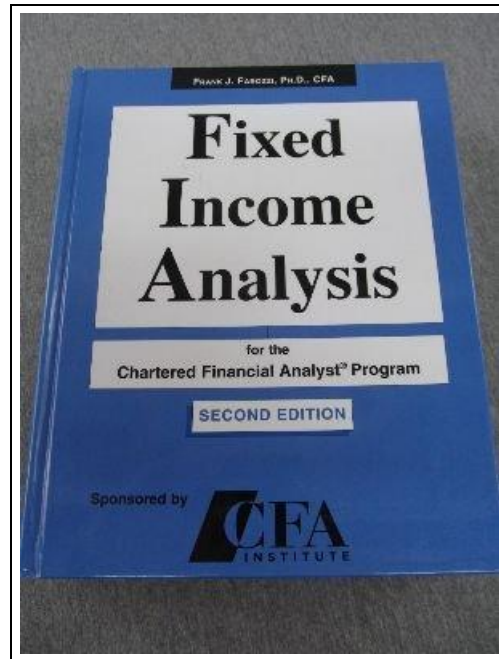 FRANK J. FABOZZI, PH.D., CFA
Fixed
Income
Analysis
for the
Chartered Financial Analyst® Program
SECOND EDITION
Sponsored by
CFA
INSTITUTE